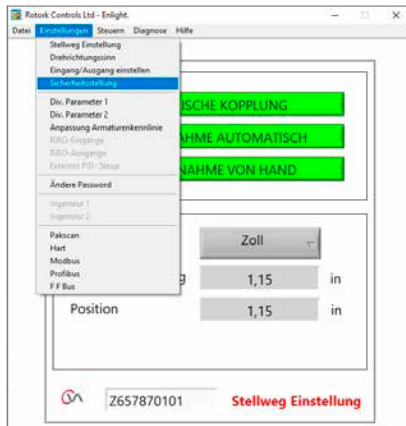 Rotork Controls Ltd - Enlight.
Datei Einstellungen Steuern Diagnose Hilfe
Stellweg Einstellung
Drehrichtungssinn
Eingang/Ausgang einstellen
Sicherheitsstellung
Div. Parameter 1
Div. Parameter 2
Anpassung Armaturenkennlinie
RIRO-Eingänge
RIRO-Ausgänge
Externes PID- Steup
Ändere Password
Ingenieur 1
Ingenieur 2
Pakscan
Hart
Modbus
Profibus
F F Bus
ISCHE KOPPLUNG
AHME AUTOMATISCH
NAHME VON HAND
Zoll
g 1,15 in
Position 1,15 in
Z657870101 Stellweg Einstellung